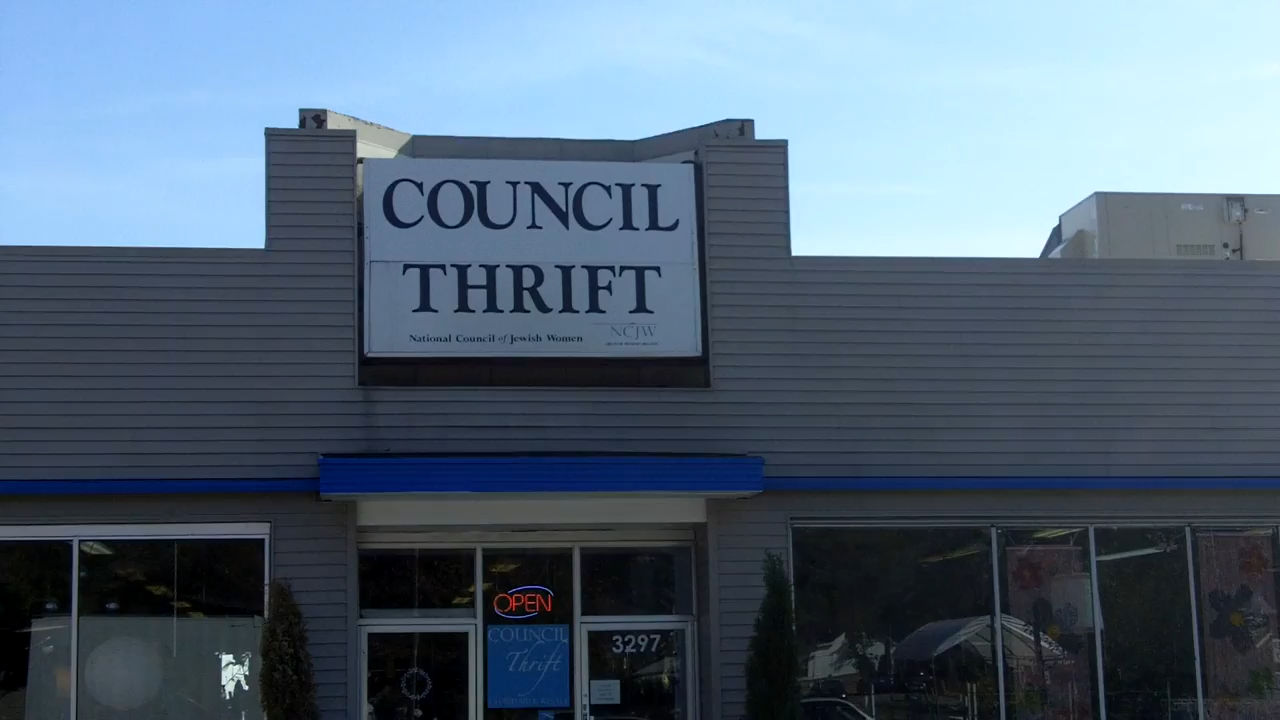 COUNCIL
THRIFT
National Council of Jewish Women
NCJW
OPEN
COUNCIL
Thrift
3297